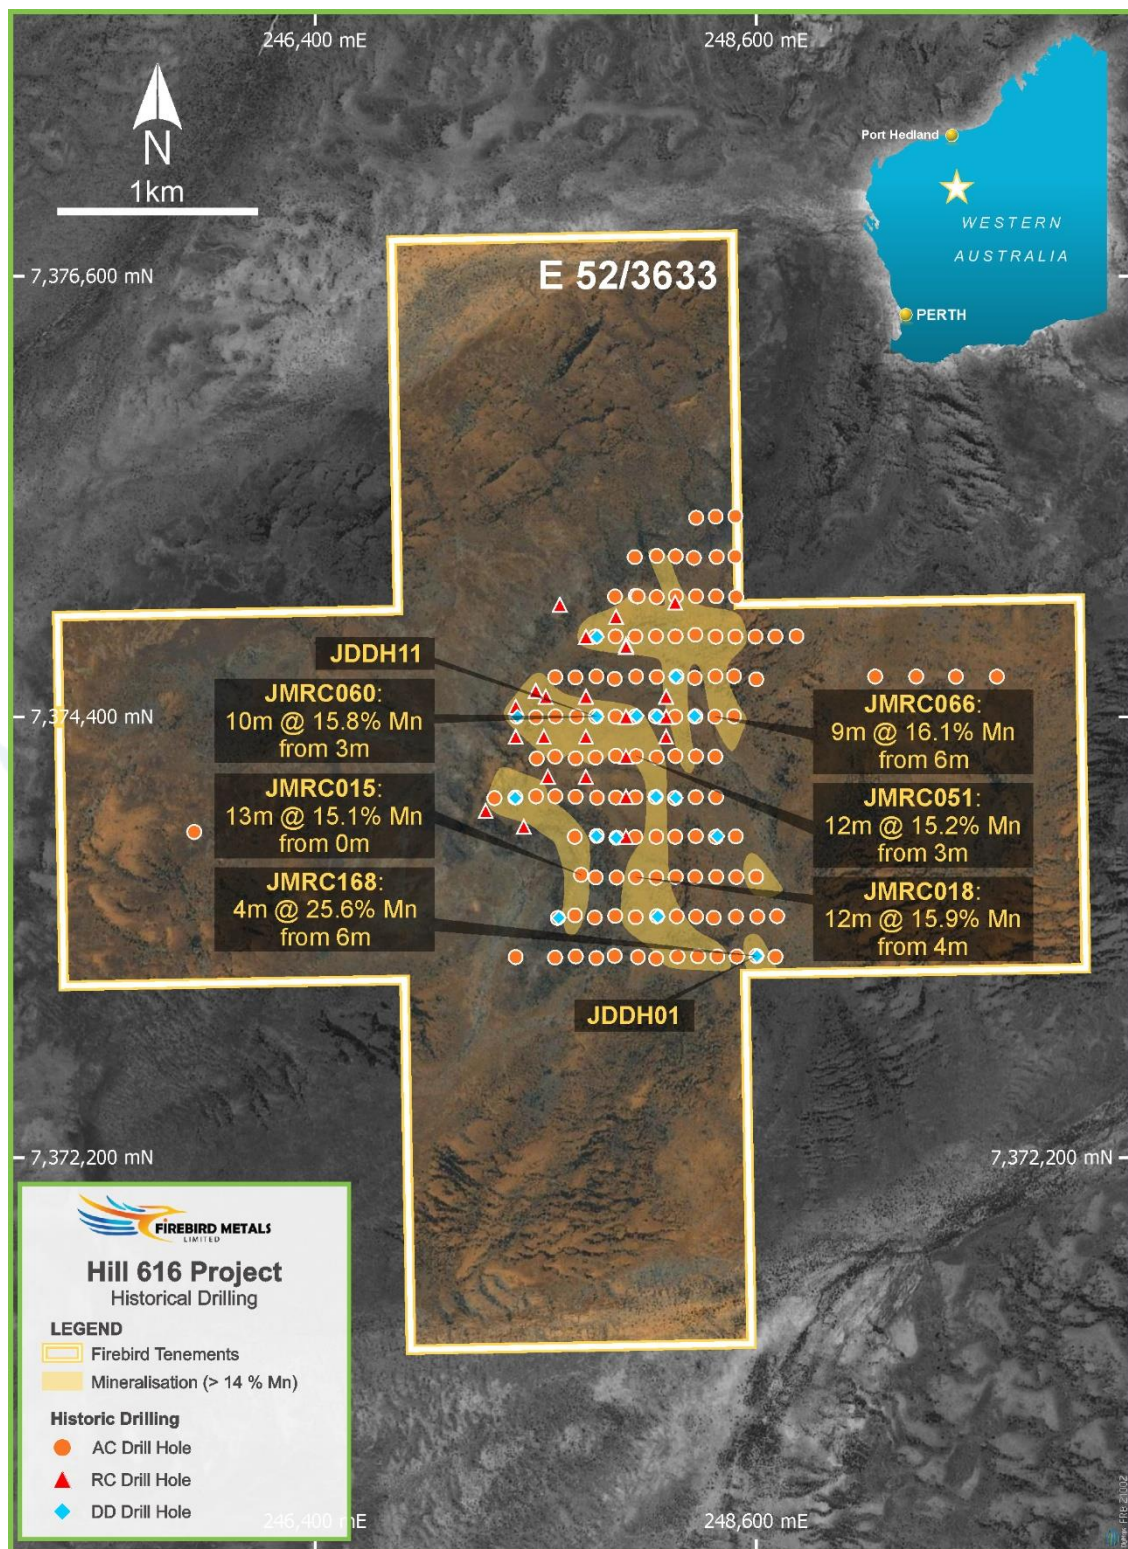 246,400 mE
248,600 mE
N
1km
Port Hedland
WESTERN
AUSTRALIA
PERTH
7,376,600 mN
E 52/3633
JDDH11
JMRC060:
10m @ 15.8% Mn
from 3m
7,374,400 mN
JMRC066:
9m @ 16.1% Mn
from 6m
JMRC015:
13m @ 15.1% Mn
from 0m
JMRC051:
12m @ 15.2% Mn
from 3m
JMRC168:
4m @ 25.6% Mn
from 6m
JMRC018:
12m @ 15.9% Mn
from 4m
JDDH01
7,372,200 mN
7,372,200 mN
FIREBIRD METALS
LIMITED
Hill 616 Project
Historical Drilling
LEGEND
Firebird Tenements
Mineralisation (> 14 % Mn)
Historic Drilling
AC Drill Hole
RC Drill Hole
DD Drill Hole
246,400 mE
248,600 mE